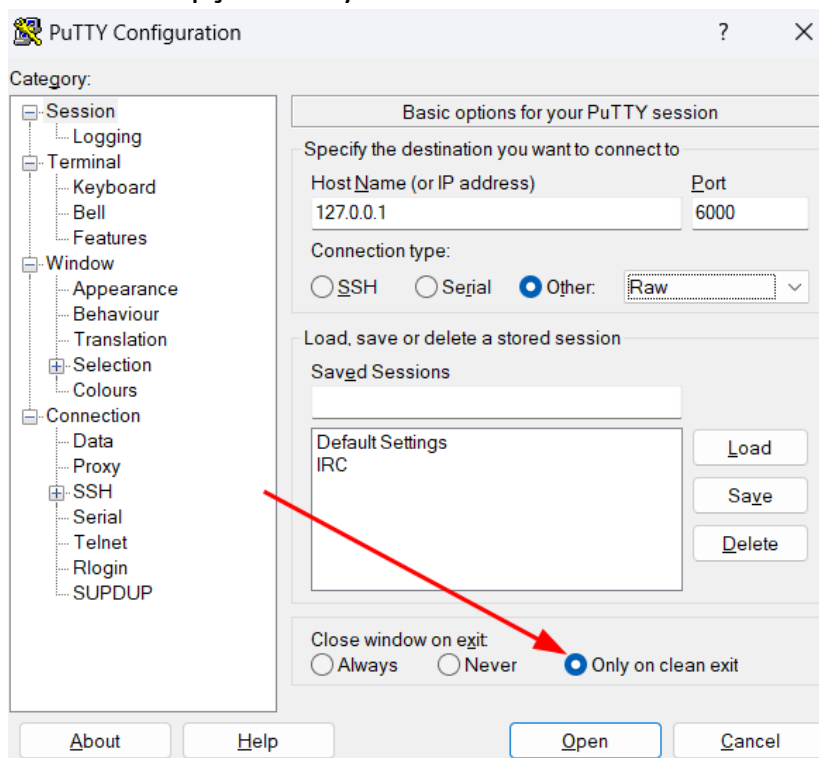 PuTTY Configuration
?
Category:
Session
Logging
Terminal
Keyboard
Bell
Features
Window
Appearance
Behaviour
Translation
Selection
Colours
Connection
Data
Proxy
SSH
Serial
Telnet
Rlogin
SUPDUP
Basic options for your PuTTY session
Specify the destination you want to connect to
Host Name (or IP address) Port
127.0.0.1 6000
Connection type:
SSH Serial Other: Raw
Load, save or delete a stored session
Saved Sessions
Default Settings
IRC
Load
Save
Delete
Close window on exit:
Always Never Only on clean exit
About Help Open Cancel